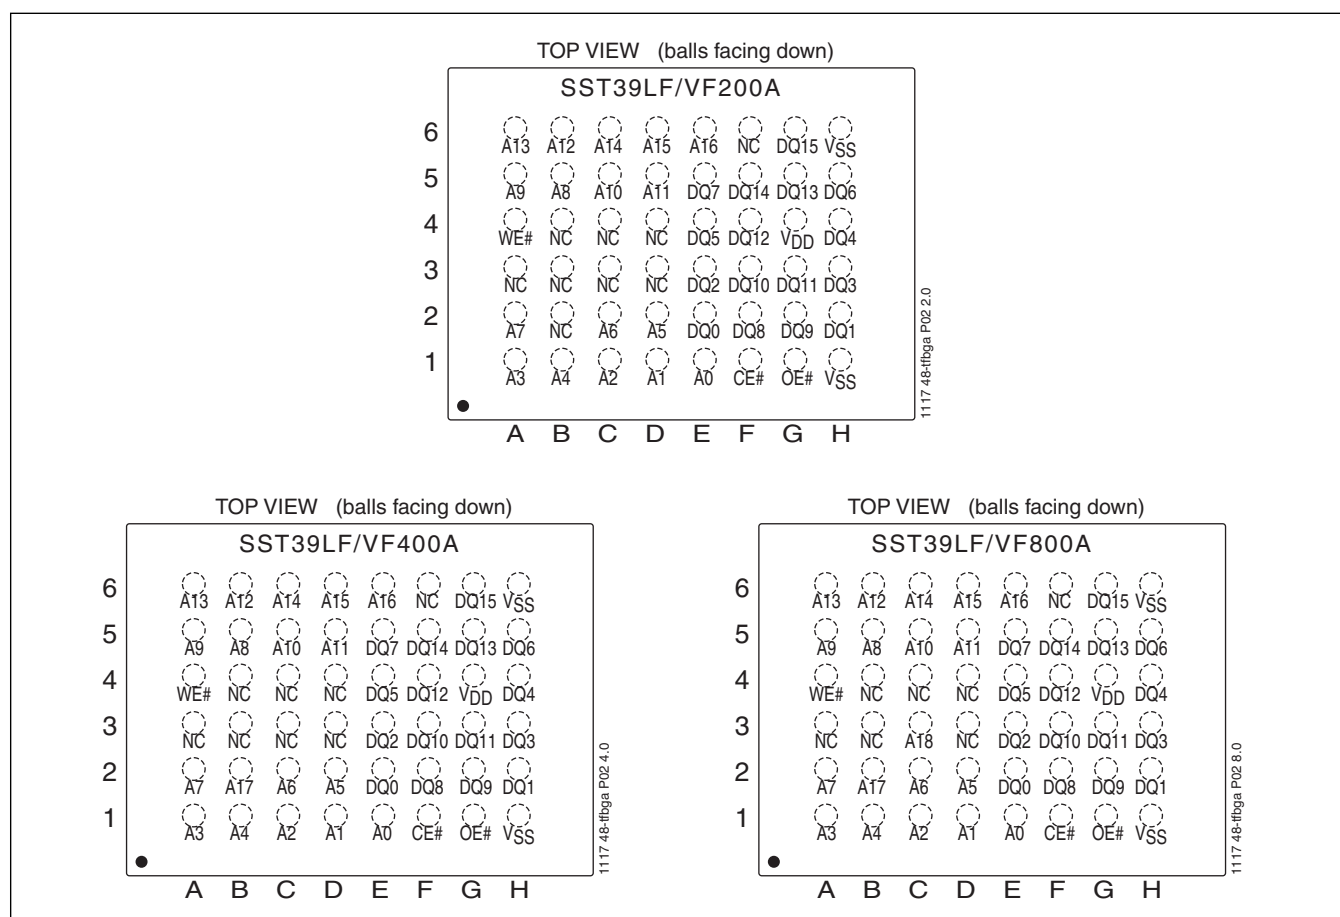 TOP VIEW (balls facing down)
SST39LF/VF200A
6 A13 A12 A14 A15 A16 NC DQ15 VSS
5 A9 A8 A10 A11 DQ7 DQ14 DQ13 DQ6
4 WE# NC NC NC DQ5 DQ12 VDD DQ4
3 NC NC NC NC DQ2 DQ10 DQ11 DQ3
2 A7 NC A6 A5 DQ0 DQ8 DQ9 DQ1
1 A3 A4 A2 A1 A0 CE# OE# VSS
A B C D E F G H
1117 48-tfbga P02 2.0
TOP VIEW (balls facing down)
SST39LF/VF400A
6 A13 A12 A14 A15 A16 NC DQ15 VSS
5 A9 A8 A10 A11 DQ7 DQ14 DQ13 DQ6
4 WE# NC NC NC DQ5 DQ12 VDD DQ4
3 NC NC NC NC DQ2 DQ10 DQ11 DQ3
2 A7 A17 A6 A5 DQ0 DQ8 DQ9 DQ1
1 A3 A4 A2 A1 A0 CE# OE# VSS
A B C D E F G H
1117 48-tfbga P02 4.0
TOP VIEW (balls facing down)
SST39LF/VF800A
6 A13 A12 A14 A15 A16 NC DQ15 VSS
5 A9 A8 A10 A11 DQ7 DQ14 DQ13 DQ6
4 WE# NC NC NC DQ5 DQ12 VDD DQ4
3 NC NC A18 NC DQ2 DQ10 DQ11 DQ3
2 A7 A17 A6 A5 DQ0 DQ8 DQ9 DQ1
1 A3 A4 A2 A1 A0 CE# OE# VSS
A B C D E F G H
1117 48-tfbga P02 8.0